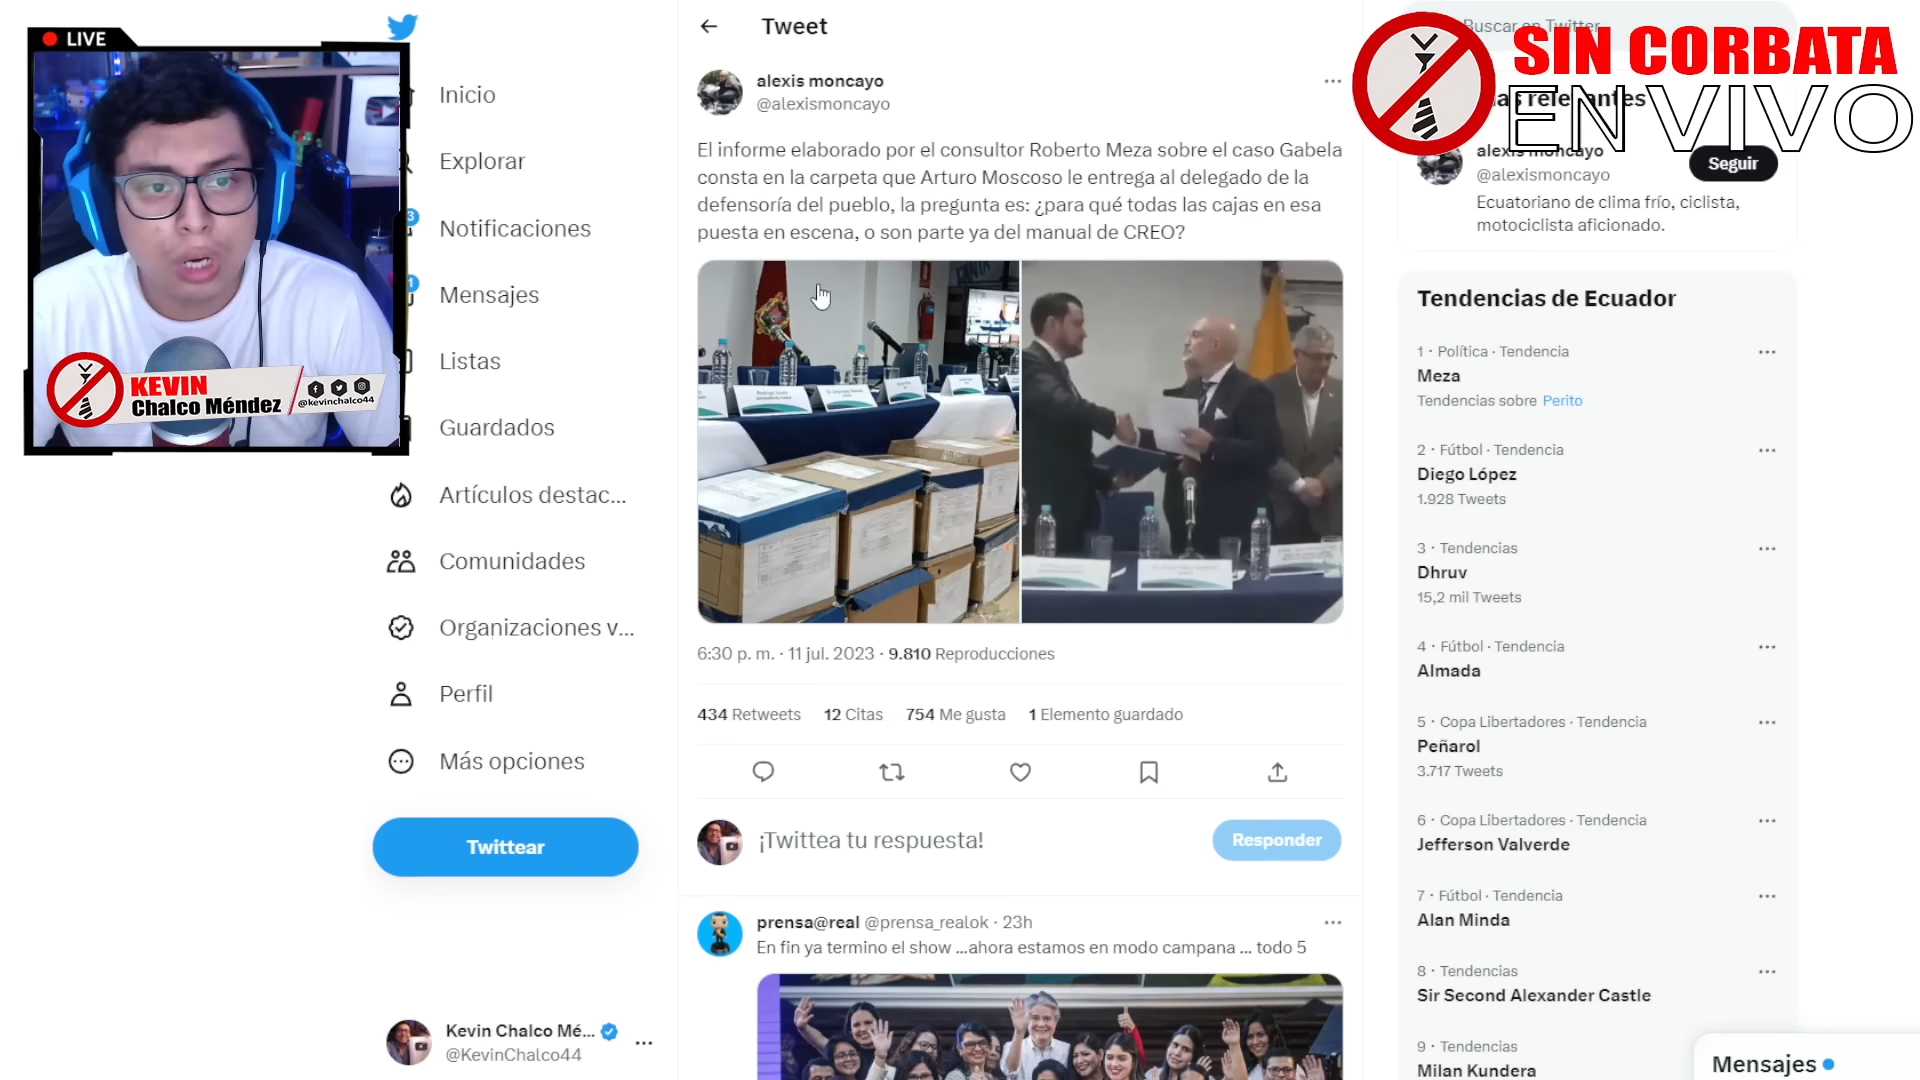 LIVE
KEVIN
Chalco Méndez
@kevinchalco44
Inicio
Explorar
3
Notificaciones
1
Mensajes
Listas
Guardados
Artículos destac...
Comunidades
Organizaciones v...
Perfil
Más opciones
Twittear
Kevin Chalco Mé...
@KevinChalco44
Tweet
alexis moncayo
@alexismoncayo
El informe elaborado por el consultor Roberto Meza sobre el caso Gabela
consta en la carpeta que Arturo Moscoso le entrega al delegado de la
defensoría del pueblo, la pregunta es: ¿para qué todas las cajas en esa
puesta en escena, o son parte ya del manual de CREO?
6:30 p. m. · 11 jul. 2023 · 9.810 Reproducciones
434 Retweets 12 Citas 754 Me gusta 1 Elemento guardado
¡Twittea tu respuesta!
Responder
prensa@real @prensa_realok · 23h
En fin ya termino el show ...ahora estamos en modo campana ... todo 5
Buscar en Twitter
SIN CORBATA
EN VIVO
alexis moncayo
@alexismoncayo
Seguir
Ecuatoriano de clima frío, ciclista,
motociclista aficionado.
Tendencias de Ecuador
1 · Política · Tendencia
Meza
Tendencias sobre Perito
2 · Fútbol · Tendencia
Diego López
1.928 Tweets
3 · Tendencias
Dhruv
15,2 mil Tweets
4 · Fútbol · Tendencia
Almada
5 · Copa Libertadores · Tendencia
Peñarol
3.717 Tweets
6 · Copa Libertadores · Tendencia
Jefferson Valverde
7 · Fútbol · Tendencia
Alan Minda
8 · Tendencias
Sir Second Alexander Castle
9 · Tendencias
Milan Kundera
Mensajes